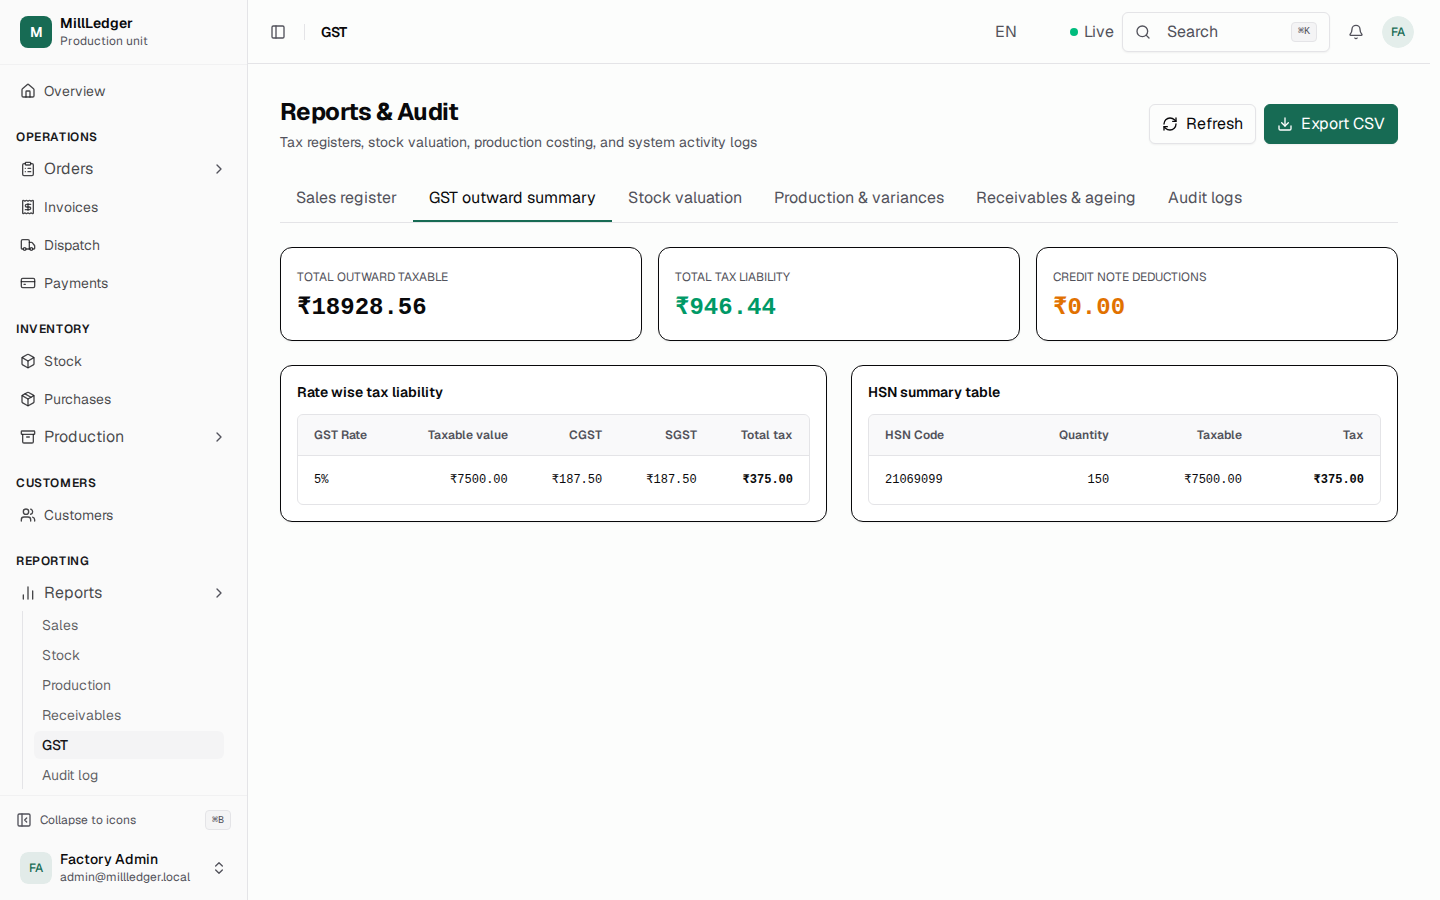 M
MillLedger
Production unit
Overview
OPERATIONS
Orders
Invoices
Dispatch
Payments
INVENTORY
Stock
Purchases
Production
CUSTOMERS
Customers
REPORTING
Reports
Sales
Stock
Production
Receivables
GST
Audit log
Collapse to icons ⌘B
FA
Factory Admin
admin@millledger.local
GST
EN
Live
Search ⌘K
FA
Reports & Audit
Tax registers, stock valuation, production costing, and system activity logs
Refresh
Export CSV
Sales register GST outward summary Stock valuation Production & variances Receivables & ageing Audit logs
TOTAL OUTWARD TAXABLE
₹18928.56
TOTAL TAX LIABILITY
₹946.44
CREDIT NOTE DEDUCTIONS
₹0.00
Rate wise tax liability
GST Rate Taxable value CGST SGST Total tax
5% ₹7500.00 ₹187.50 ₹187.50 ₹375.00
HSN summary table
HSN Code Quantity Taxable Tax
21069099 150 ₹7500.00 ₹375.00